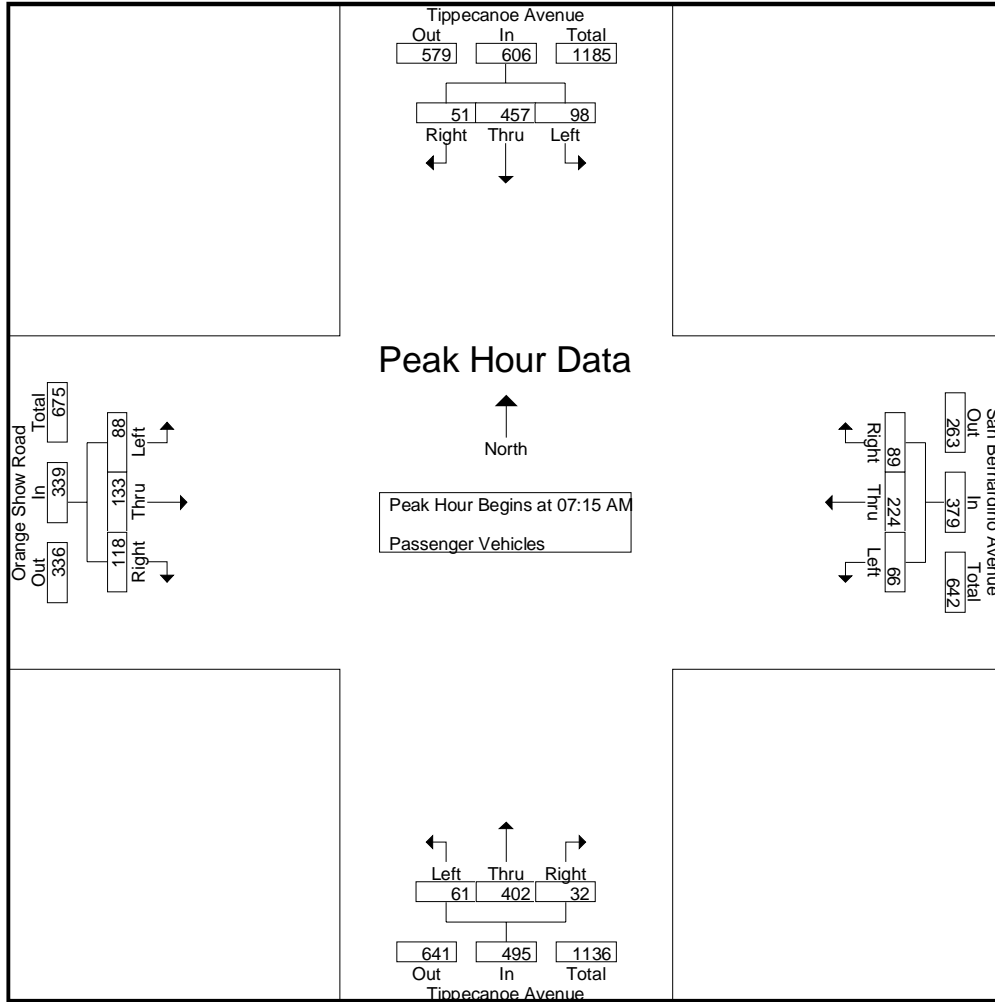 Tippecanoe Avenue
Out In Total
579 606 1185
51 457 98
Right Thru Left
Peak Hour Data
North
Peak Hour Begins at 07:15 AM
Passenger Vehicles
Orange Show Road
Out In Total
336 339 675
88 133 118
Left Thru Right
San Bernardino Avenue
Out In Total
263 379 642
89 224 66
Right Thru Left
Left Thru Right
61 402 32
641 495 1136
Out In Total
Tippecanoe Avenue